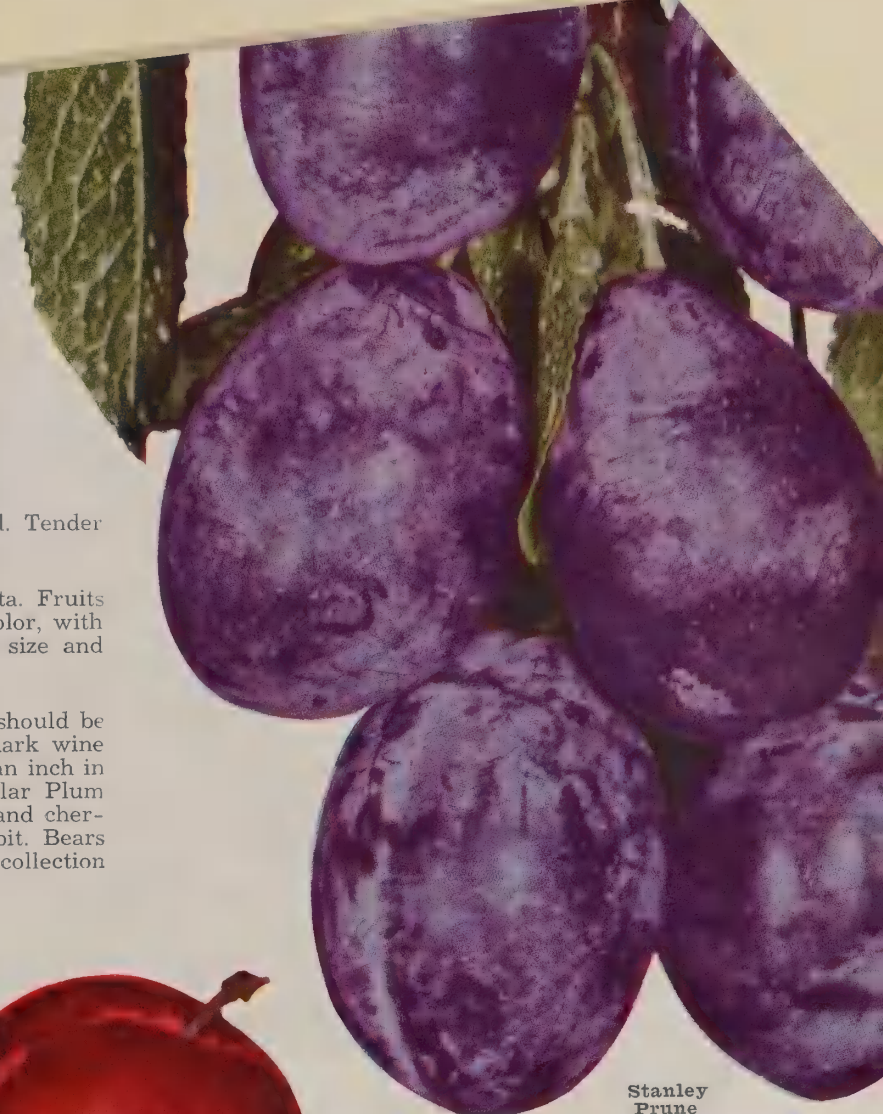 Tender
ta. Fruits
olor, with
size and
should be
ark wine
an inch in
lar Plum
and cher-
bit. Bears
collection
Stanley
Prune